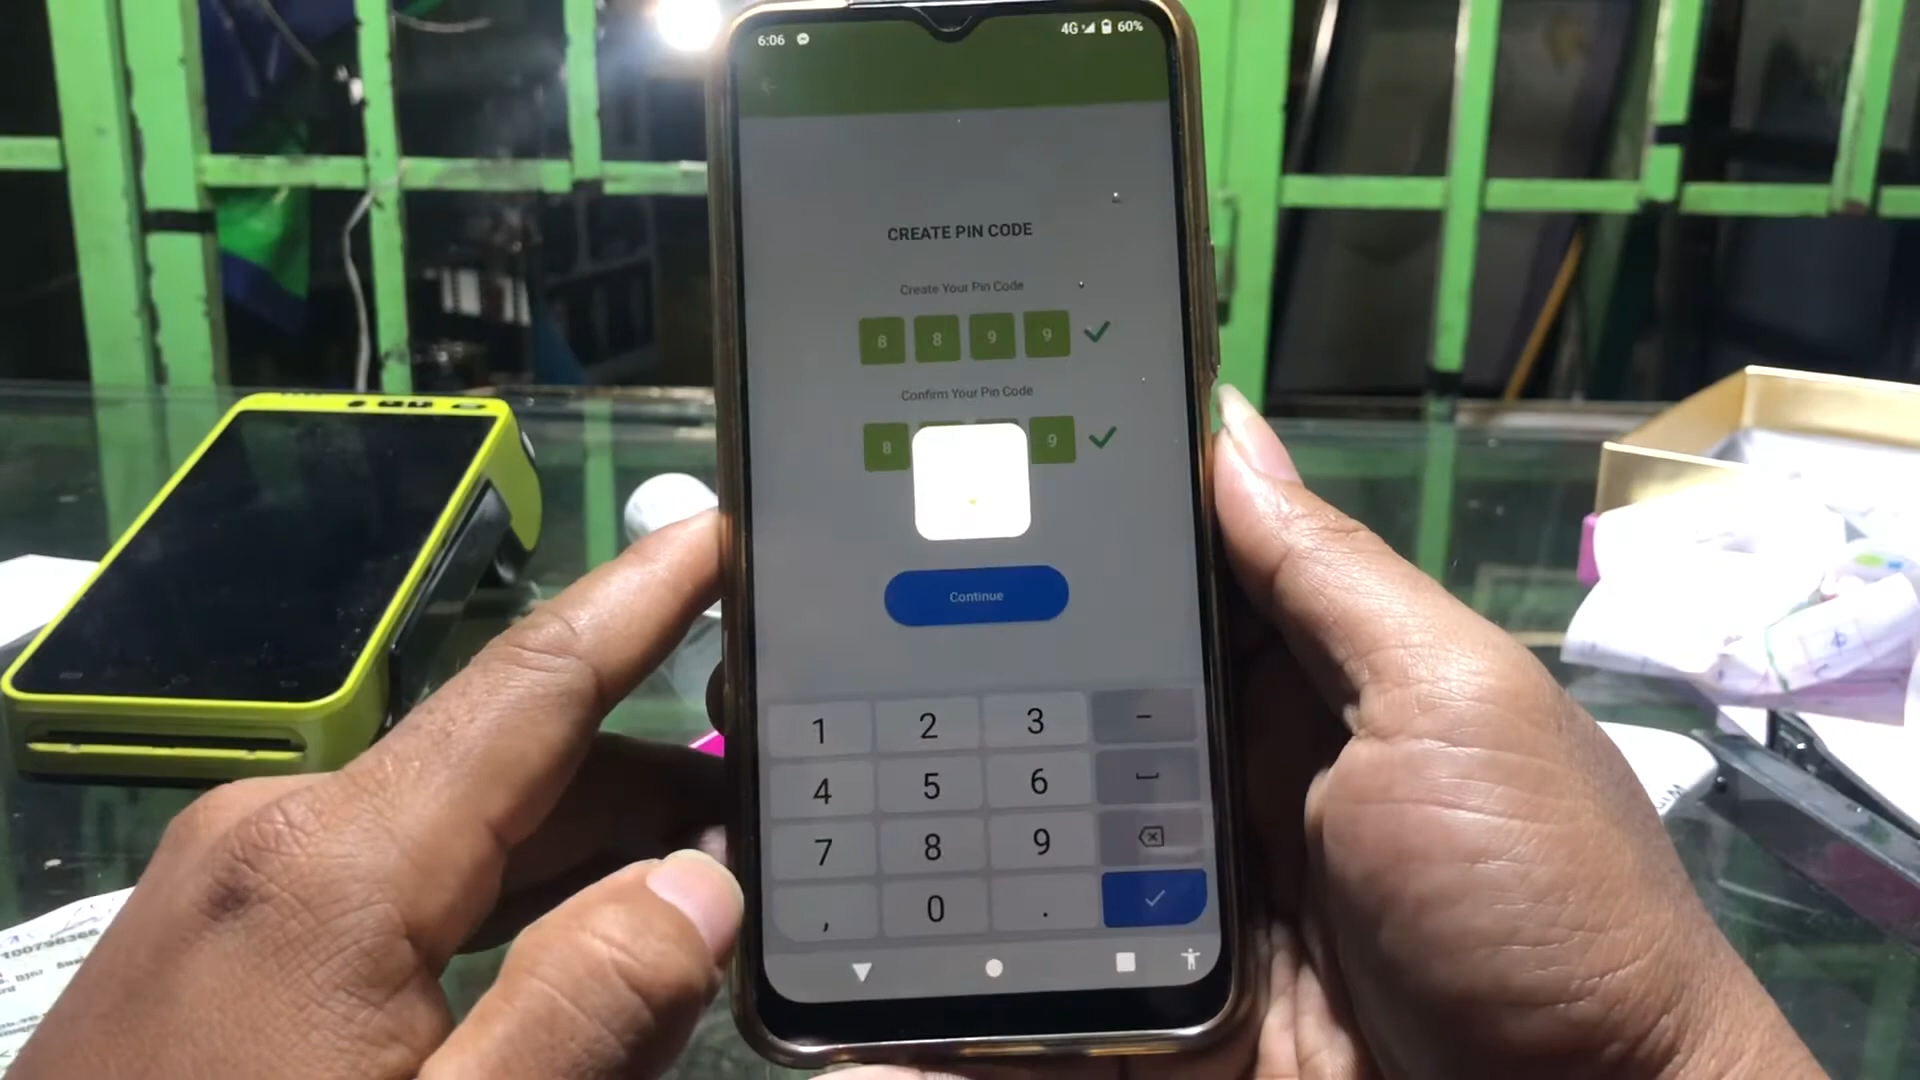 6:06 4G 60%
CREATE PIN CODE
Create Your Pin Code
8 8 9 9
Confirm Your Pin Code
8 9
Continue
1 2 3 –
4 5 6
7 8 9
, 0 .
100798366